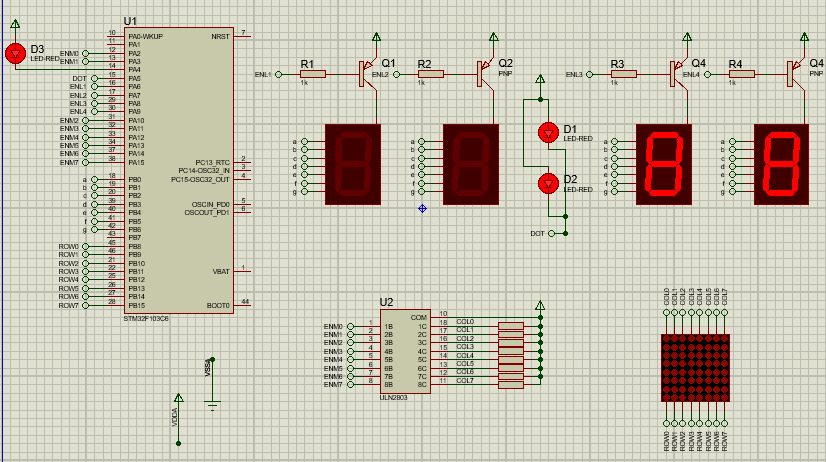 U1
10 PA0-WKUP NRST 7
11 PA1
ENM0 12 PA2
ENM1 13 PA3
14 PA4
DOT 15 PA5
ENL1 16 PA6
ENL2 17 PA7
ENL3 29 PA8
ENL4 30 PA9
ENM2 31 PA10
ENM3 32 PA11
ENM4 33 PA12
ENM5 34 PA13
ENM6 37 PA14
ENM7 38 PA15
PC13_RTC 2
PC14-OSC32_IN 3
PC15-OSC32_OUT 4
a 18 PB0
b 19 PB1
c 20 PB2
d 39 PB3
e 40 PB4
f 41 PB5
g 42 PB6
43 PB7
ROW0 45 PB8
ROW1 46 PB9
ROW2 21 PB10
ROW3 22 PB11
ROW4 25 PB12
ROW5 26 PB13
ROW6 27 PB14
ROW7 28 PB15
OSCIN_PD0 5
OSCOUT_PD1 6
VBAT 1
BOOT0 44
STM32F103C6
D3
LED-RED
ENL1 R1 1k Q1
ENL2 R2 1k Q2 PNP
ENL3 R3 1k Q4
ENL4 R4 1k Q4 PNP
a
b
c
d
e
f
g
a
b
c
d
e
f
g
D1
LED-RED
D2
LED-RED
DOT
a
b
c
d
e
f
g
a
b
c
d
e
f
g
VSSA
VDDA
U2
COM 10
ENM0 1 1B 1C 18 COL0
ENM1 2 2B 2C 17 COL1
ENM2 3 3B 3C 16 COL2
ENM3 4 4B 4C 15 COL3
ENM4 5 5B 5C 14 COL4
ENM5 6 6B 6C 13 COL5
ENM6 7 7B 7C 12 COL6
ENM7 8 8B 8C 11 COL7
ULN2803
COL0
COL1
COL2
COL3
COL4
COL5
COL6
COL7
ROW0
ROW1
ROW2
ROW3
ROW4
ROW5
ROW6
ROW7